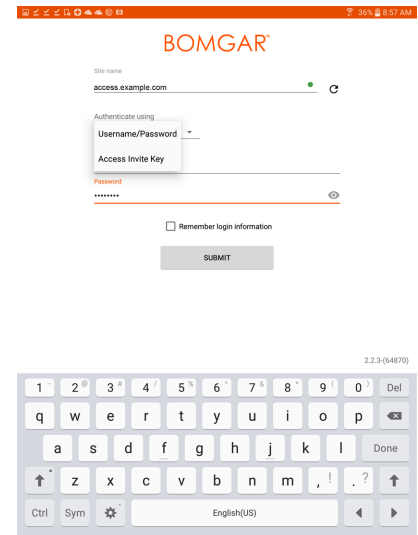 36% 8:57 AM
BOMGAR™
Site name
access.example.com
Authenticate using
Username/Password
Access Invite Key
Password
••••••••
Remember login information
SUBMIT
2.2.3-(64870)
1 - 2 @ 3 # 4 / 5 % 6 ^ 7 & 8 * 9 ( 0 ) Del
q w e r t y u i o p
a s d f g h j k l Done
z x c v b n m , ! . ?
Ctrl Sym English(US)